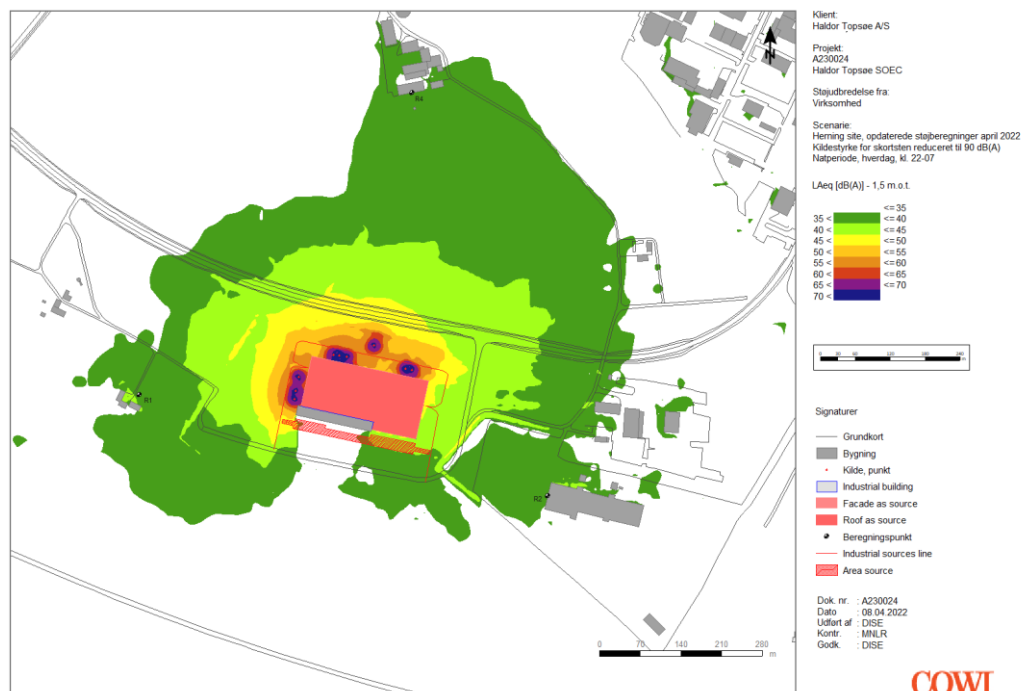 Klient:
Haldor Topsøe A/S
Projekt:
A230024
Haldor Topsøe SOEC
Støjudbredelse fra:
Virksomhed
Scenarie:
Herning site, opdaterede støjberegninger april 2022
Kildestyrke for skortsten reduceret til 90 dB(A)
Natperiode, hverdag, kl. 22-07
LAeq [dB(A)] - 1,5 m.o.t.
<= 35
35 < <= 40
40 < <= 45
45 < <= 50
50 < <= 55
55 < <= 60
60 < <= 65
65 < <= 70
70 <
Signaturer
Grundkort
Bygning
Kilde, punkt
Industrial building
Facade as source
Roof as source
Beregningspunkt
Industrial sources line
Area source
Dok. nr. : A230024
Dato : 08.04.2022
Udført af : DISE
Kontr. : MNLR
Godk. : DISE
COWI
N
R4
R1
R2
0 70 140 210 280
m